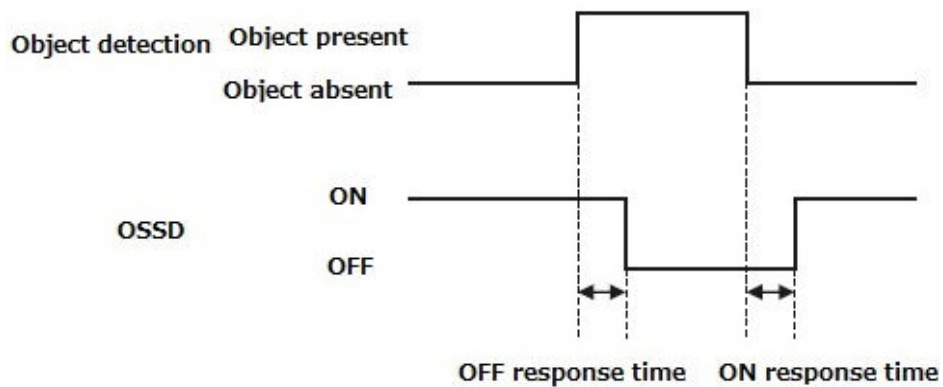 Object detection
Object present
Object absent
OSSD
ON
OFF
OFF response time
ON response time